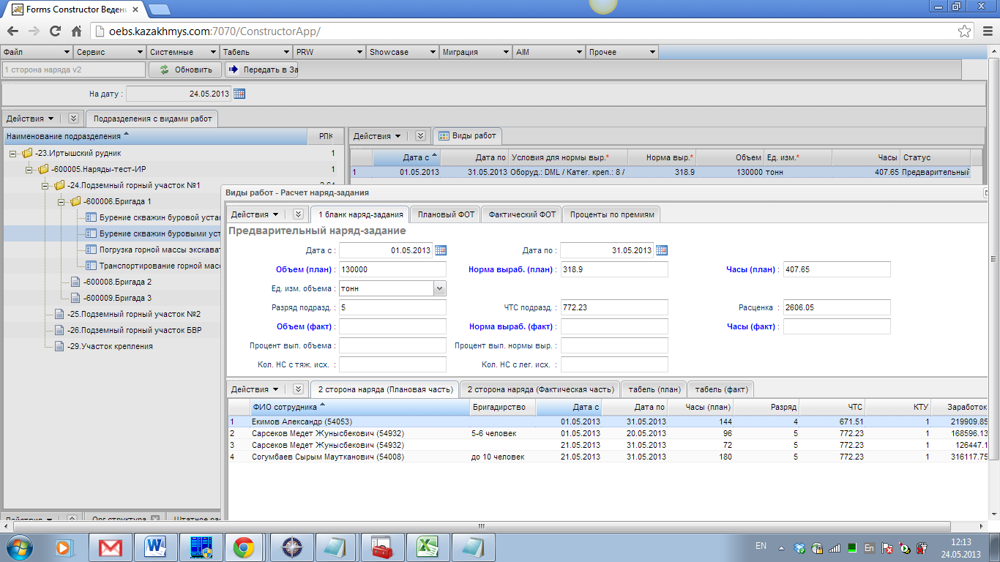 Forms Constructor Веден
oebs.kazakhmys.com:7070/ConstructorApp/
Файл Сервис Системные Табель PRW Showcase Миграция AIM Прочее
1 сторона наряда v2 Обновить Передать в За
На дату : 24.05.2013
Действия Подразделения с видами работ
Наименование подразделения РПК
-23.Иртышский рудник 1
-600005.Наряды-тест-ИР 1
-24.Подземный горный участок №1
-600006.Бригада 1
Бурение скважин буровой уста
Бурение скважин буровыми уст
Погрузка горной массы экскават
Транспортирование горной масс
-600008.Бригада 2
-600009.Бригада 3
-25.Подземный горный участок №2
-26.Подземный горный участок БВР
-29.Участок крепления
Действия Виды работ
Дата с Дата по Условия для нормы выр.* Норма выр.* Объем Ед. изм.* Часы Статус
1 01.05.2013 31.05.2013 Оборуд.: DML / Катег. креп.: 8 / 318.9 130000 тонн 407.65 Предварительный
Виды работ - Расчет наряд-задания
Действия 1 бланк наряд-задания Плановый ФОТ Фактический ФОТ Проценты по премиям
Предварительный наряд-задание
Дата с : 01.05.2013 Дата по : 31.05.2013
Объем (план) : 130000 Норма выраб. (план) : 318.9 Часы (план) : 407.65
Ед. изм. объема : тонн
Разряд подразд. : 5 ЧТС подразд. : 772.23 Расценка : 2606.05
Объем (факт) : Норма выраб. (факт) : Часы (факт) :
Процент вып. объема : Процент вып. нормы выр. :
Кол. НС с тяж. исх. : Кол. НС с лег. исх. :
Действия 2 сторона наряда (Плановая часть) 2 сторона наряда (Фактическая часть) табель (план) табель (факт)
ФИО сотрудника Бригадирство Дата с Дата по Часы (план) Разряд ЧТС КТУ Заработок
1 Екимов Александр (54053) 01.05.2013 31.05.2013 144 4 671.51 1 219909.85
2 Сарсеков Медет Жунысбекович (54932) 5-6 человек 01.05.2013 20.05.2013 96 5 772.23 1 168596.13
3 Сарсеков Медет Жунысбекович (54932) 21.05.2013 31.05.2013 72 5 772.23 1 126447.1
4 Согумбаев Сырым Маутканович (54008) до 10 человек 21.05.2013 31.05.2013 180 5 772.23 1 316117.75
Действия Орг структура Штатное рас
EN En 12:13
24.05.2013